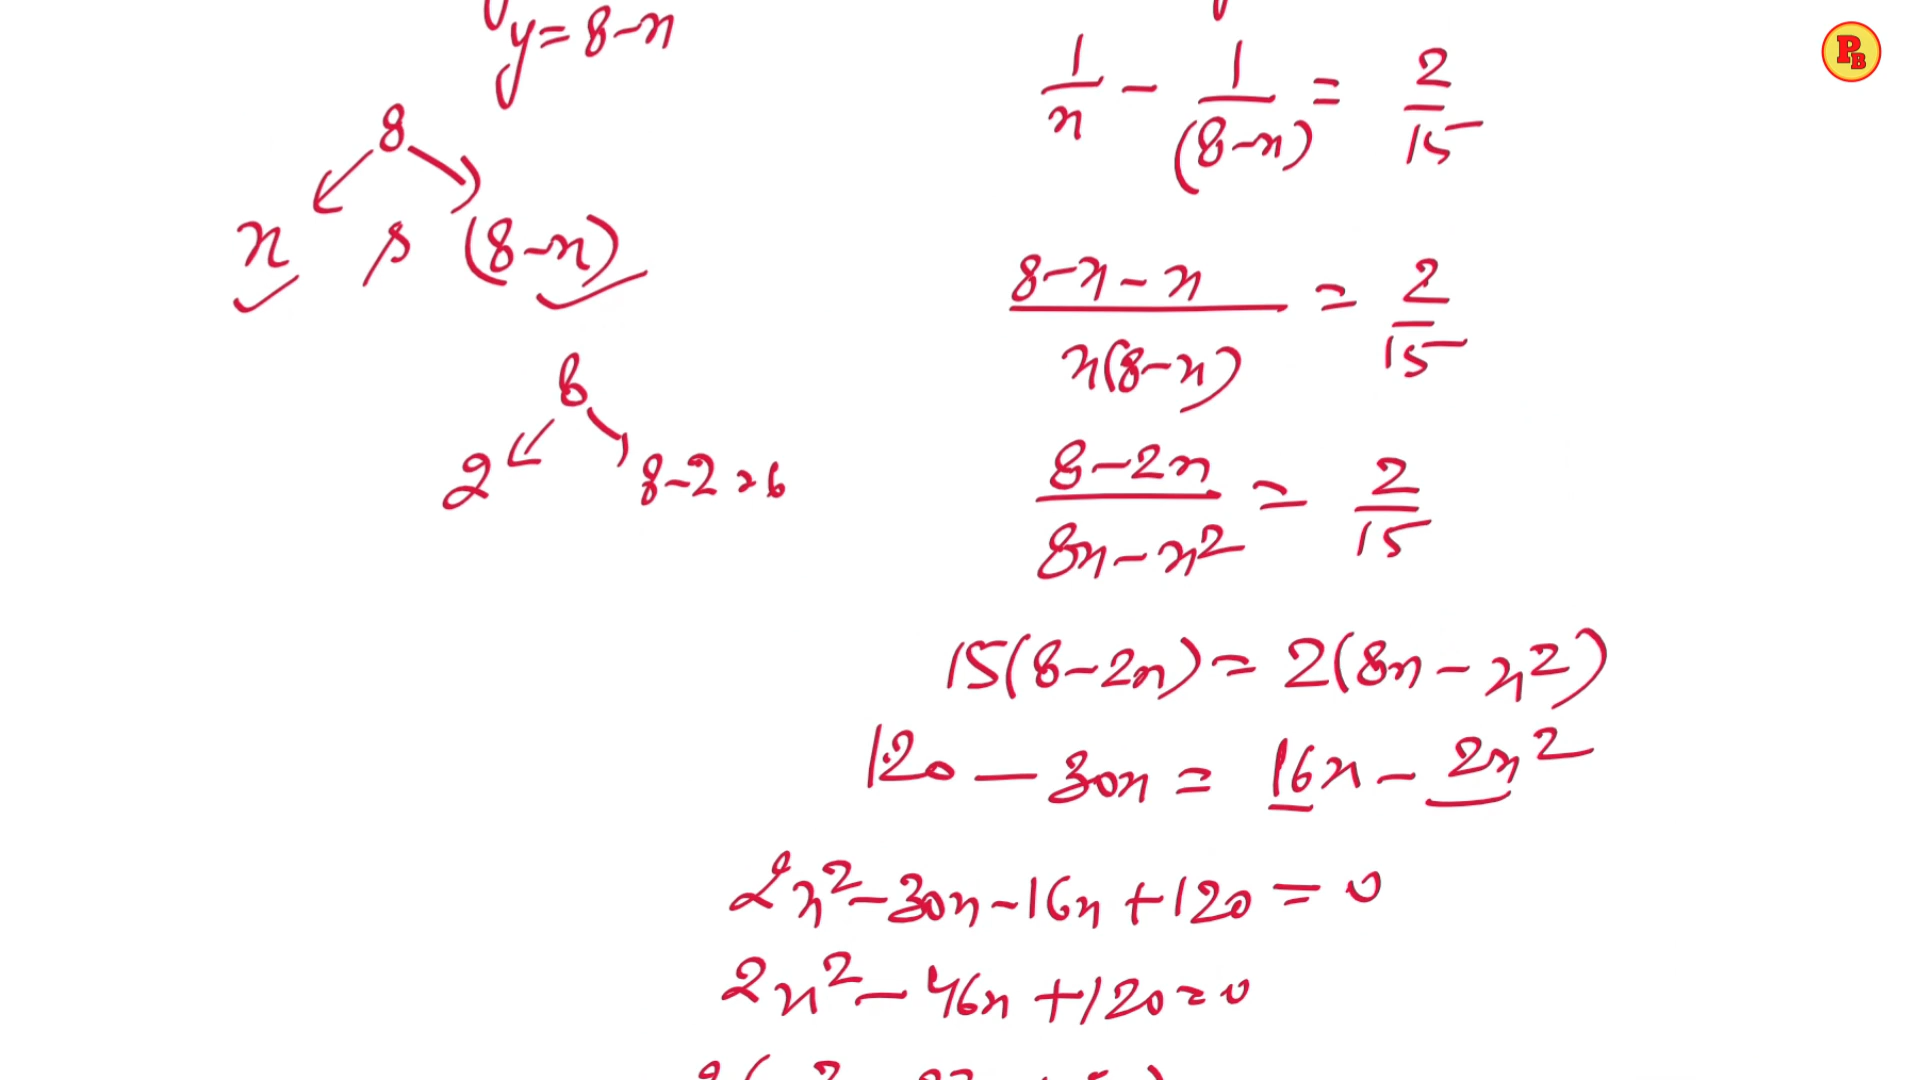 y = 8-x
8
x , (8-x)
8
2 8-2=6
1/x - 1/(8-x) = 2/15
8-x-x / x(8-x) = 2/15
8-2x / 8x-x² = 2/15
15(8-2x) = 2(8x-x²)
120 - 30x = 16x - 2x²
2x²-30x-16x+120 = 0
2x²-46x+120=0
PB